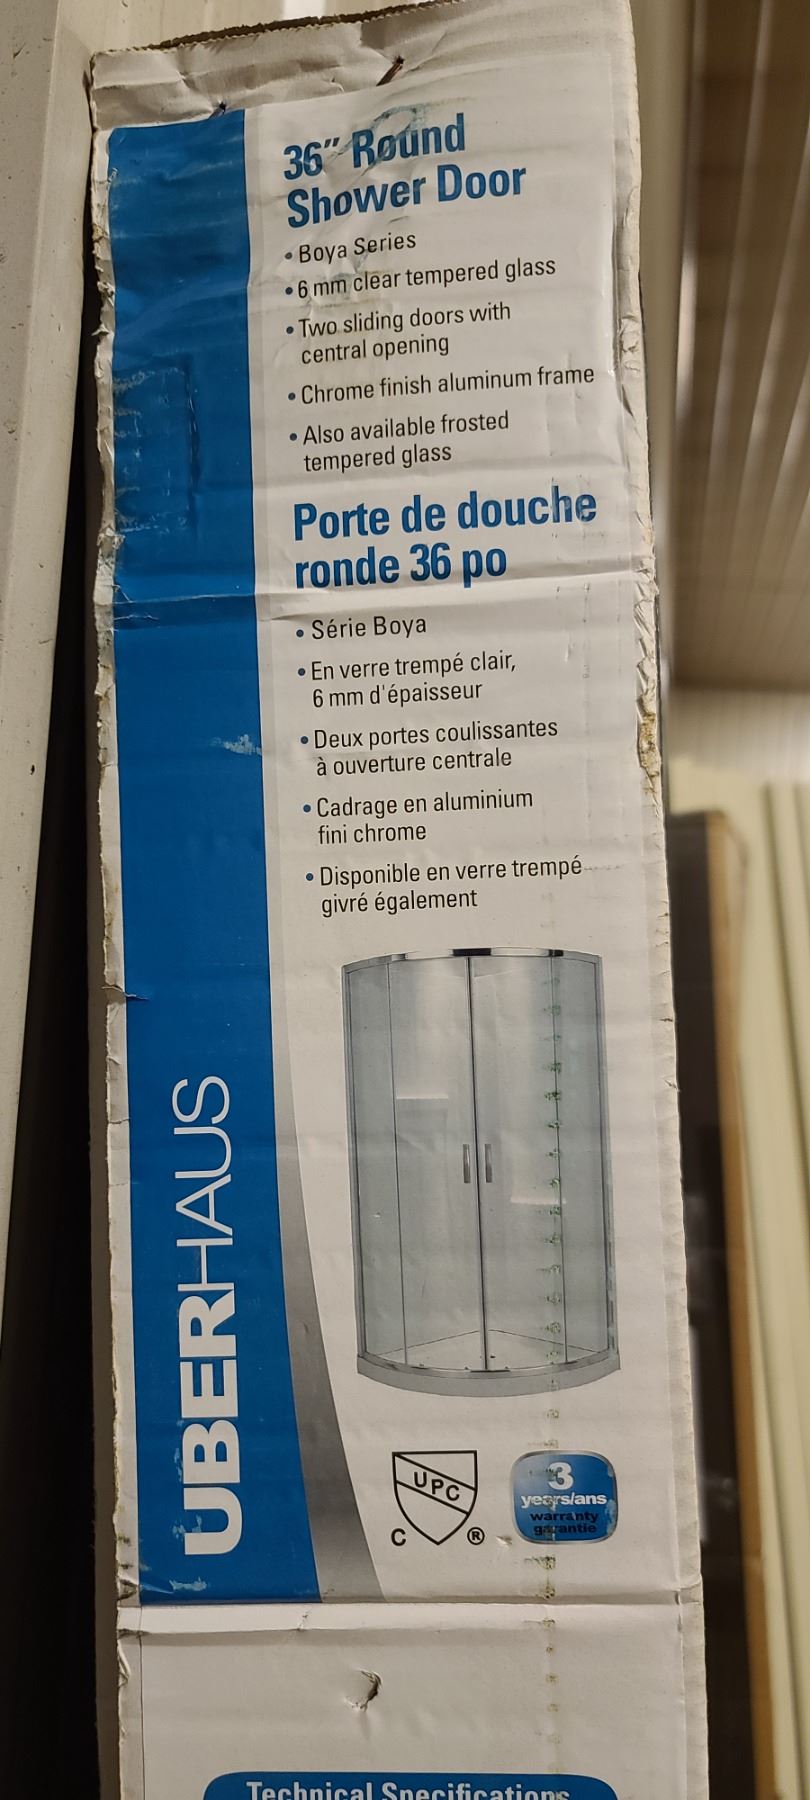 36" Round
Shower Door
• Boya Series
• 6 mm clear tempered glass
• Two sliding doors with
central opening
• Chrome finish aluminum frame
• Also available frosted
tempered glass
Porte de douche
ronde 36 po
• Série Boya
• En verre trempé clair,
6 mm d'épaisseur
• Deux portes coulissantes
à ouverture centrale
• Cadrage en aluminium
fini chrome
• Disponible en verre trempé
givré également
UBERHAUS
UPC
C ®
3
years/ans
warranty
garantie
Technical Specifications